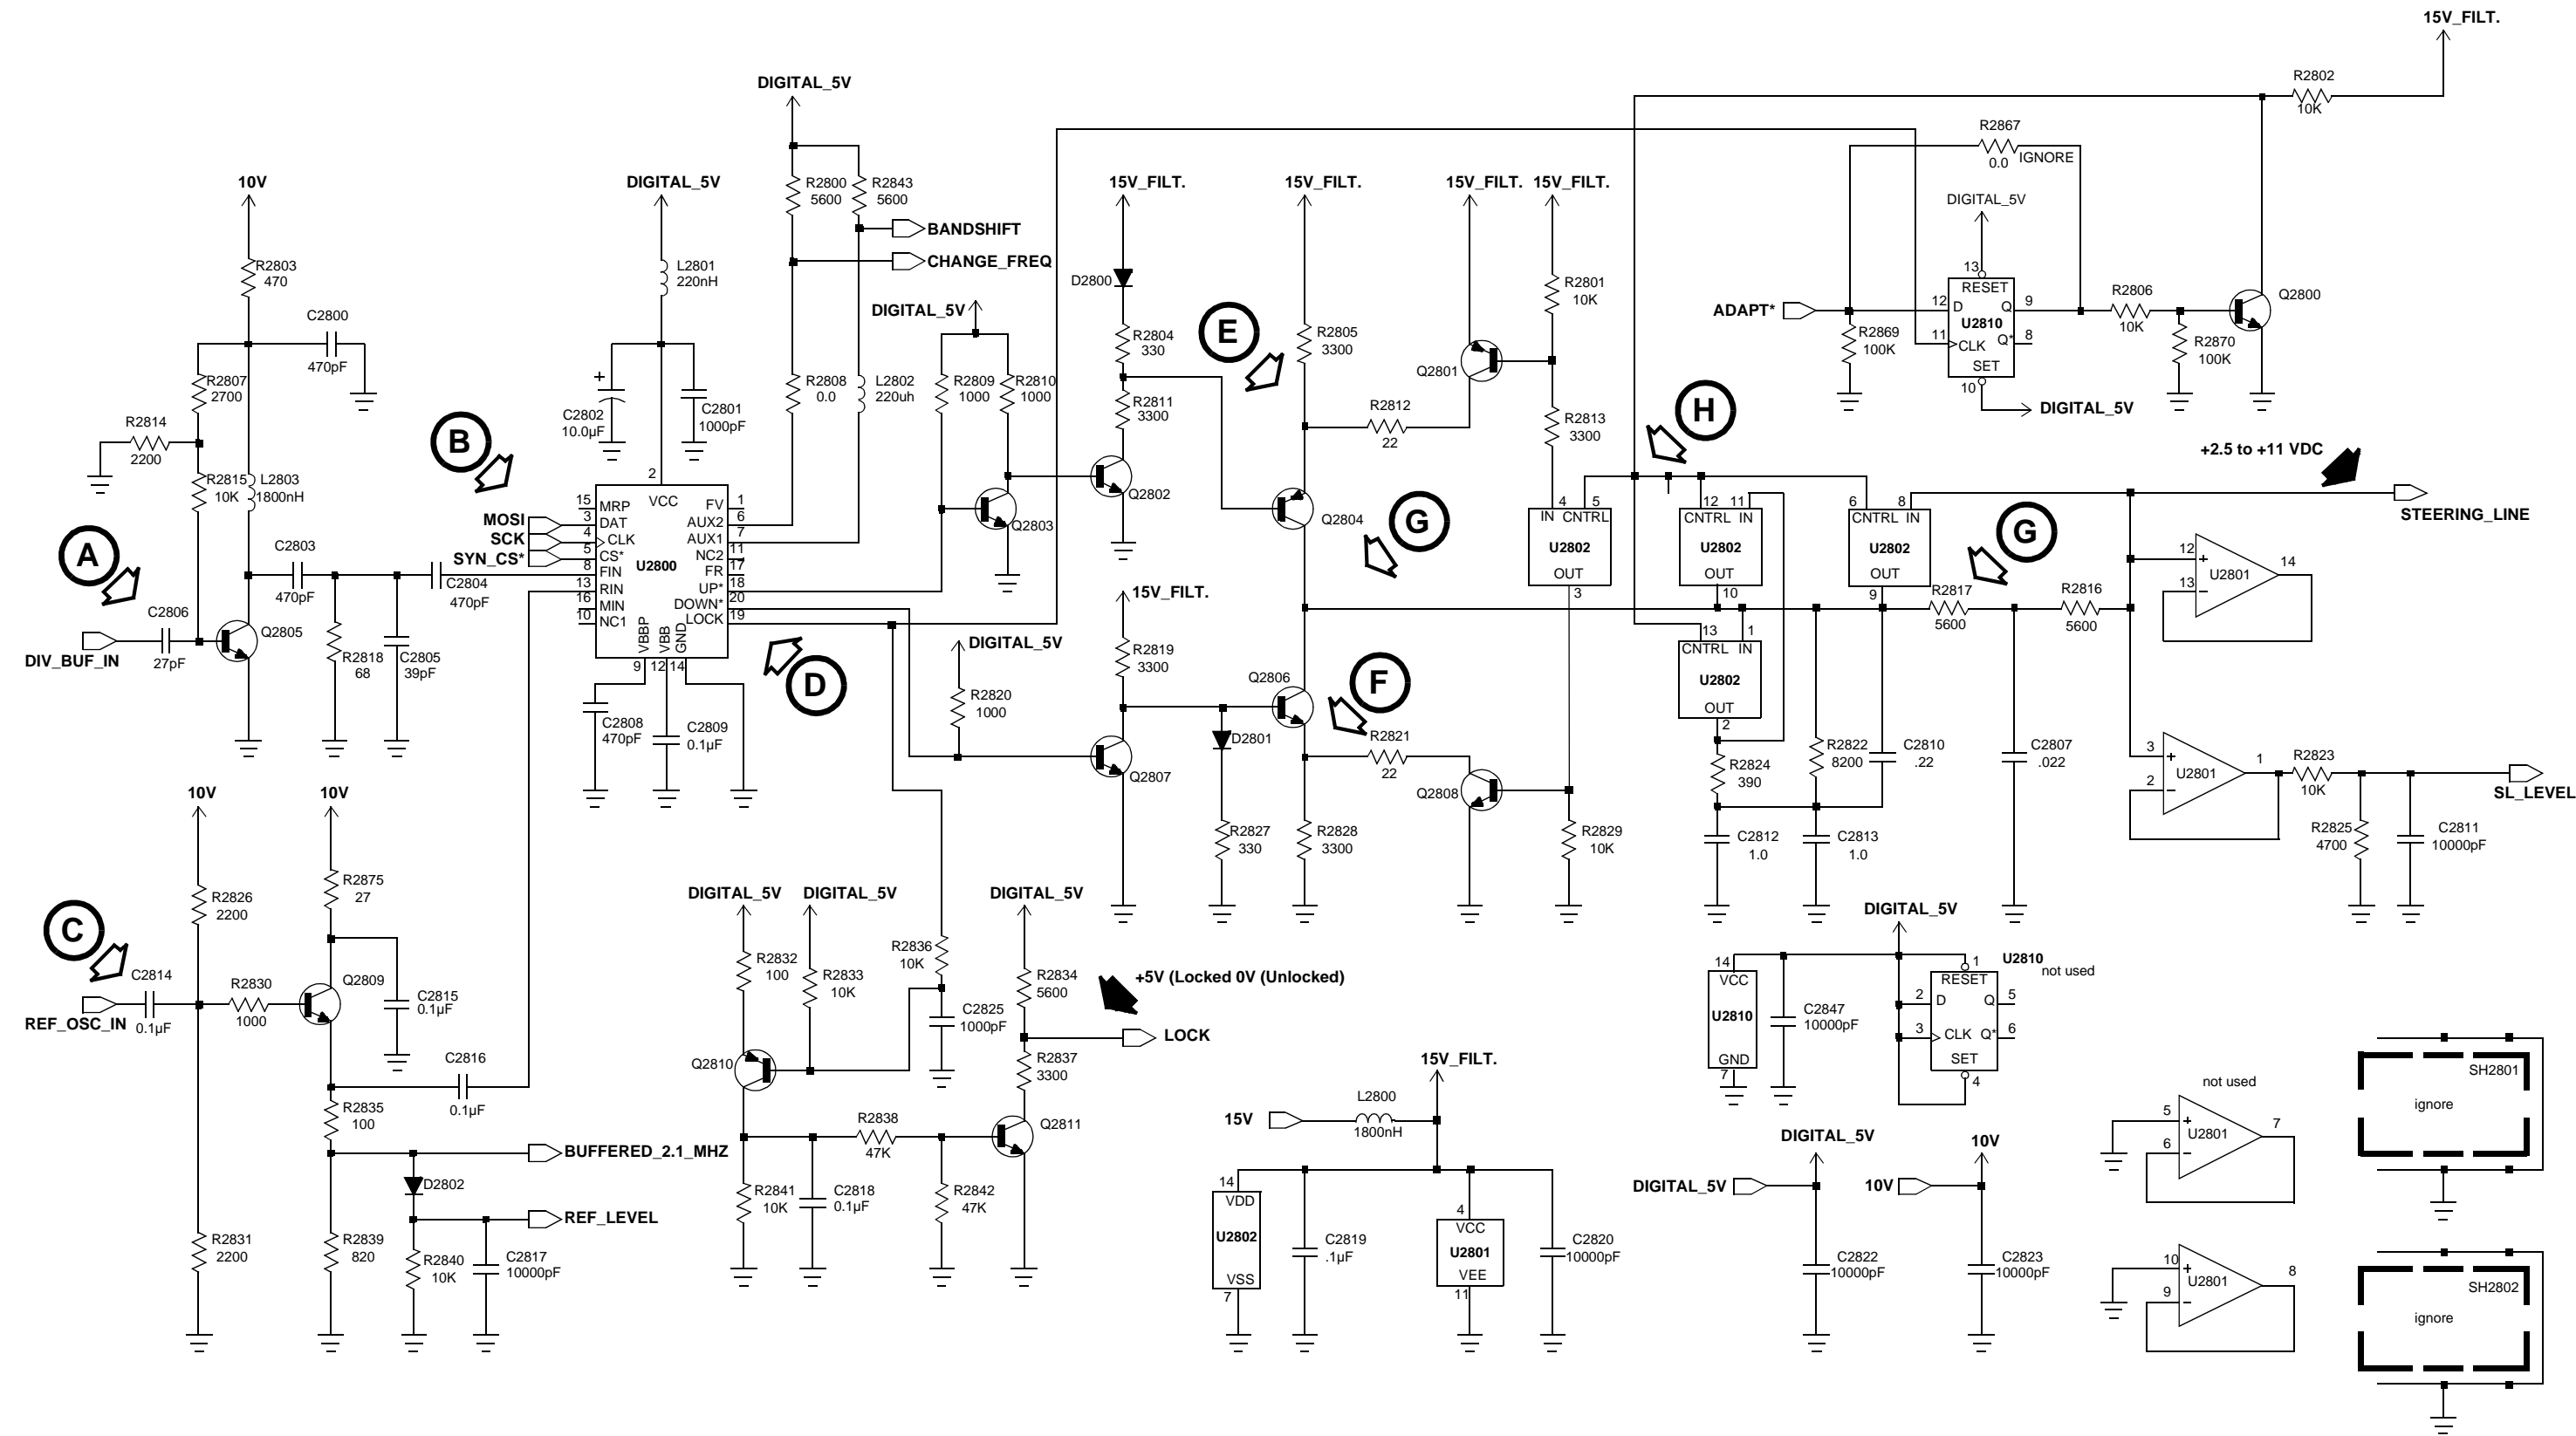 15V_FILT.
R2802
10K
DIGITAL_5V
R2867
0.0
IGNORE
10V
DIGITAL_5V
R2800
5600
R2843
5600
15V_FILT.
15V_FILT.
15V_FILT.
15V_FILT.
DIGITAL_5V
BANDSHIFT
CHANGE_FREQ
R2803
470
L2801
220nH
D2800
R2801
10K
13
RESET
12
D
Q
9
U2810
11
CLK
Q*
8
SET
10
DIGITAL_5V
ADAPT*
R2869
100K
R2806
10K
R2870
100K
Q2800
C2800
470pF
DIGITAL_5V
R2804
330
E
R2805
3300
Q2801
R2807
2700
R2814
2200
R2815
10K
L2803
1800nH
+
C2802
10.0µF
C2801
1000pF
R2808
0.0
L2802
220uh
R2809
1000
R2810
1000
R2811
3300
R2812
22
R2813
3300
H
+2.5 to +11 VDC
B
A
2
VCC
15
MRP
FV
1
MOSI
3
DAT
AUX2
6
SCK
4
CLK
AUX1
7
SYN_CS*
5
CS*
NC2
11
8
FIN
U2800
FR
17
13
RIN
UP*
18
16
MIN
DOWN*
20
10
NC1
LOCK
19
VBBP
VBB
GND
9
12
14
Q2803
Q2802
Q2804
G
4
5
IN
CNTRL
U2802
OUT
3
12
11
CNTRL
IN
U2802
OUT
10
6
8
CNTRL
IN
U2802
OUT
9
G
STEERING_LINE
12
+
13
−
14
U2801
C2803
470pF
C2804
470pF
C2806
27pF
DIV_BUF_IN
Q2805
R2818
68
C2805
39pF
D
15V_FILT.
R2817
5600
R2816
5600
DIGITAL_5V
R2819
3300
R2820
1000
Q2806
F
13
1
CNTRL
IN
U2802
OUT
2
C2808
470pF
C2809
0.1µF
Q2807
D2801
R2821
22
Q2808
R2824
390
R2822
8200
C2810
.22
C2807
.022
3
+
2
−
1
U2801
R2823
10K
SL_LEVEL
10V
10V
R2827
330
R2828
3300
R2829
10K
C2812
1.0
C2813
1.0
R2825
4700
C2811
10000pF
R2826
2200
R2875
27
DIGITAL_5V
DIGITAL_5V
DIGITAL_5V
DIGITAL_5V
C
C2814
0.1µF
REF_OSC_IN
R2830
1000
Q2809
C2815
0.1µF
R2832
100
R2833
10K
R2836
10K
C2825
1000pF
R2834
5600
+5V (Locked 0V (Unlocked)
LOCK
R2837
3300
14
VCC
U2810
GND
7
C2847
10000pF
1
U2810
not used
RESET
2
D
Q
5
3
CLK
Q*
6
SET
4
C2816
0.1µF
Q2810
15V_FILT.
L2800
1800nH
15V
SH2801
ignore
not used
5
+
6
−
7
U2801
R2835
100
BUFFERED_2.1_MHZ
R2838
47K
Q2811
D2802
REF_LEVEL
R2841
10K
C2818
0.1µF
R2842
47K
DIGITAL_5V
10V
DIGITAL_5V
10V
14
VDD
U2802
VSS
7
C2819
.1µF
4
VCC
U2801
VEE
11
C2820
10000pF
C2822
10000pF
C2823
10000pF
R2831
2200
R2839
820
R2840
10K
C2817
10000pF
10
+
9
−
8
U2801
SH2802
ignore